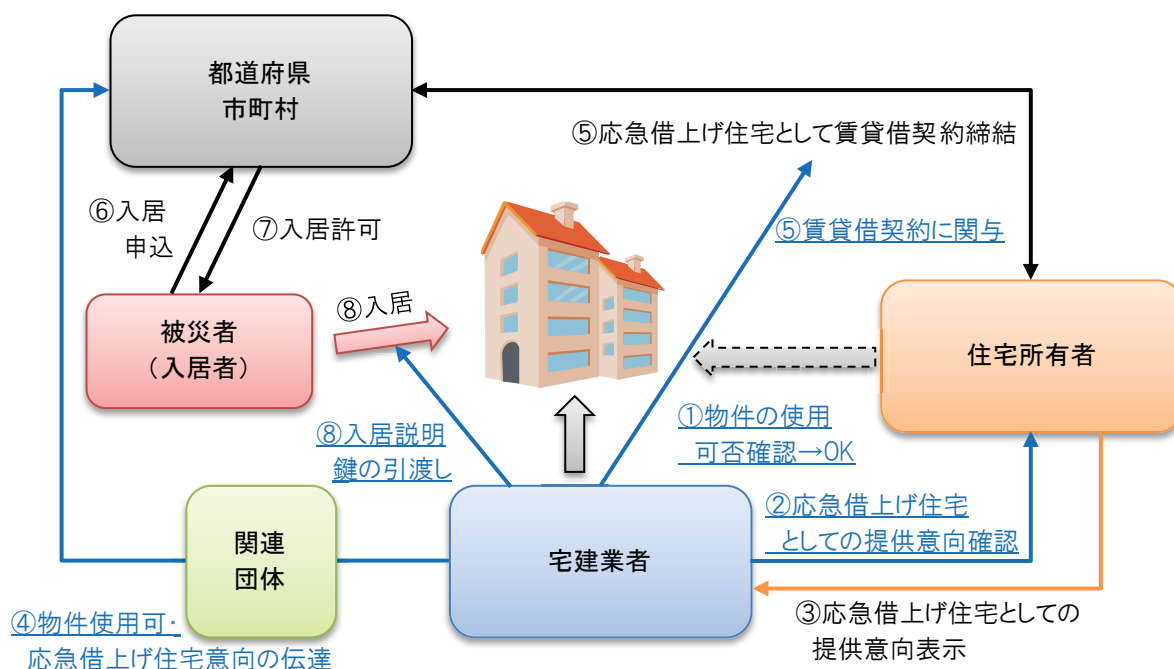 都道府県
市町村
⑤応急借上げ住宅として賃貸借契約締結
⑥入居
申込
⑦入居許可
⑤賃貸借契約に関与
⑧入居
被災者
（入居者）
住宅所有者
①物件の使用
可否確認→OK
⑧入居説明
鍵の引渡し
②応急借上げ住宅
としての提供意向確認
関連
団体
宅建業者
③応急借上げ住宅としての
提供意向表示
④物件使用可・
応急借上げ住宅意向の伝達